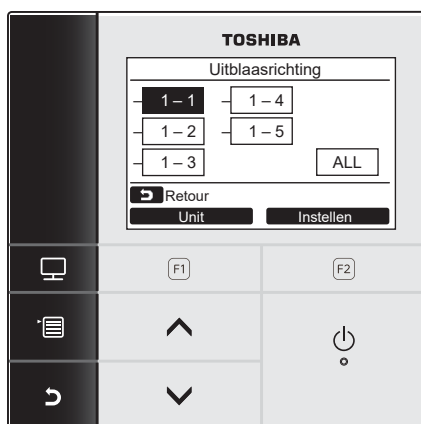 TOSHIBA
Uitblaasrichting
1 – 1 1 – 4
1 – 2 1 – 5
1 – 3 ALL
Retour
Unit Instellen
F1 F2